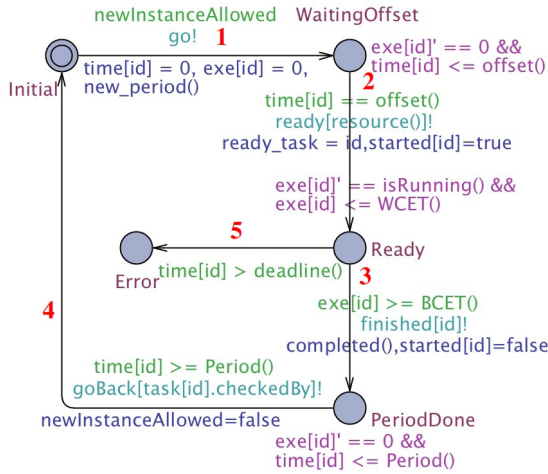 newInstanceAllowed
go!
1
WaitingOffset
Initial
time[id] = 0, exe[id] = 0,
new_period()
exe[id]' == 0 &&
time[id] <= offset()
2
time[id] == offset()
ready[resource()]!
ready_task = id,started[id]=true
exe[id]' == isRunning() &&
exe[id] <= WCET()
5
Ready
Error
time[id] > deadline()
3
4
exe[id] >= BCET()
finished[id]!
completed(),started[id]=false
time[id] >= Period()
goBack[task[id].checkedBy]!
newInstanceAllowed=false
PeriodDone
exe[id]' == 0 &&
time[id] <= Period()